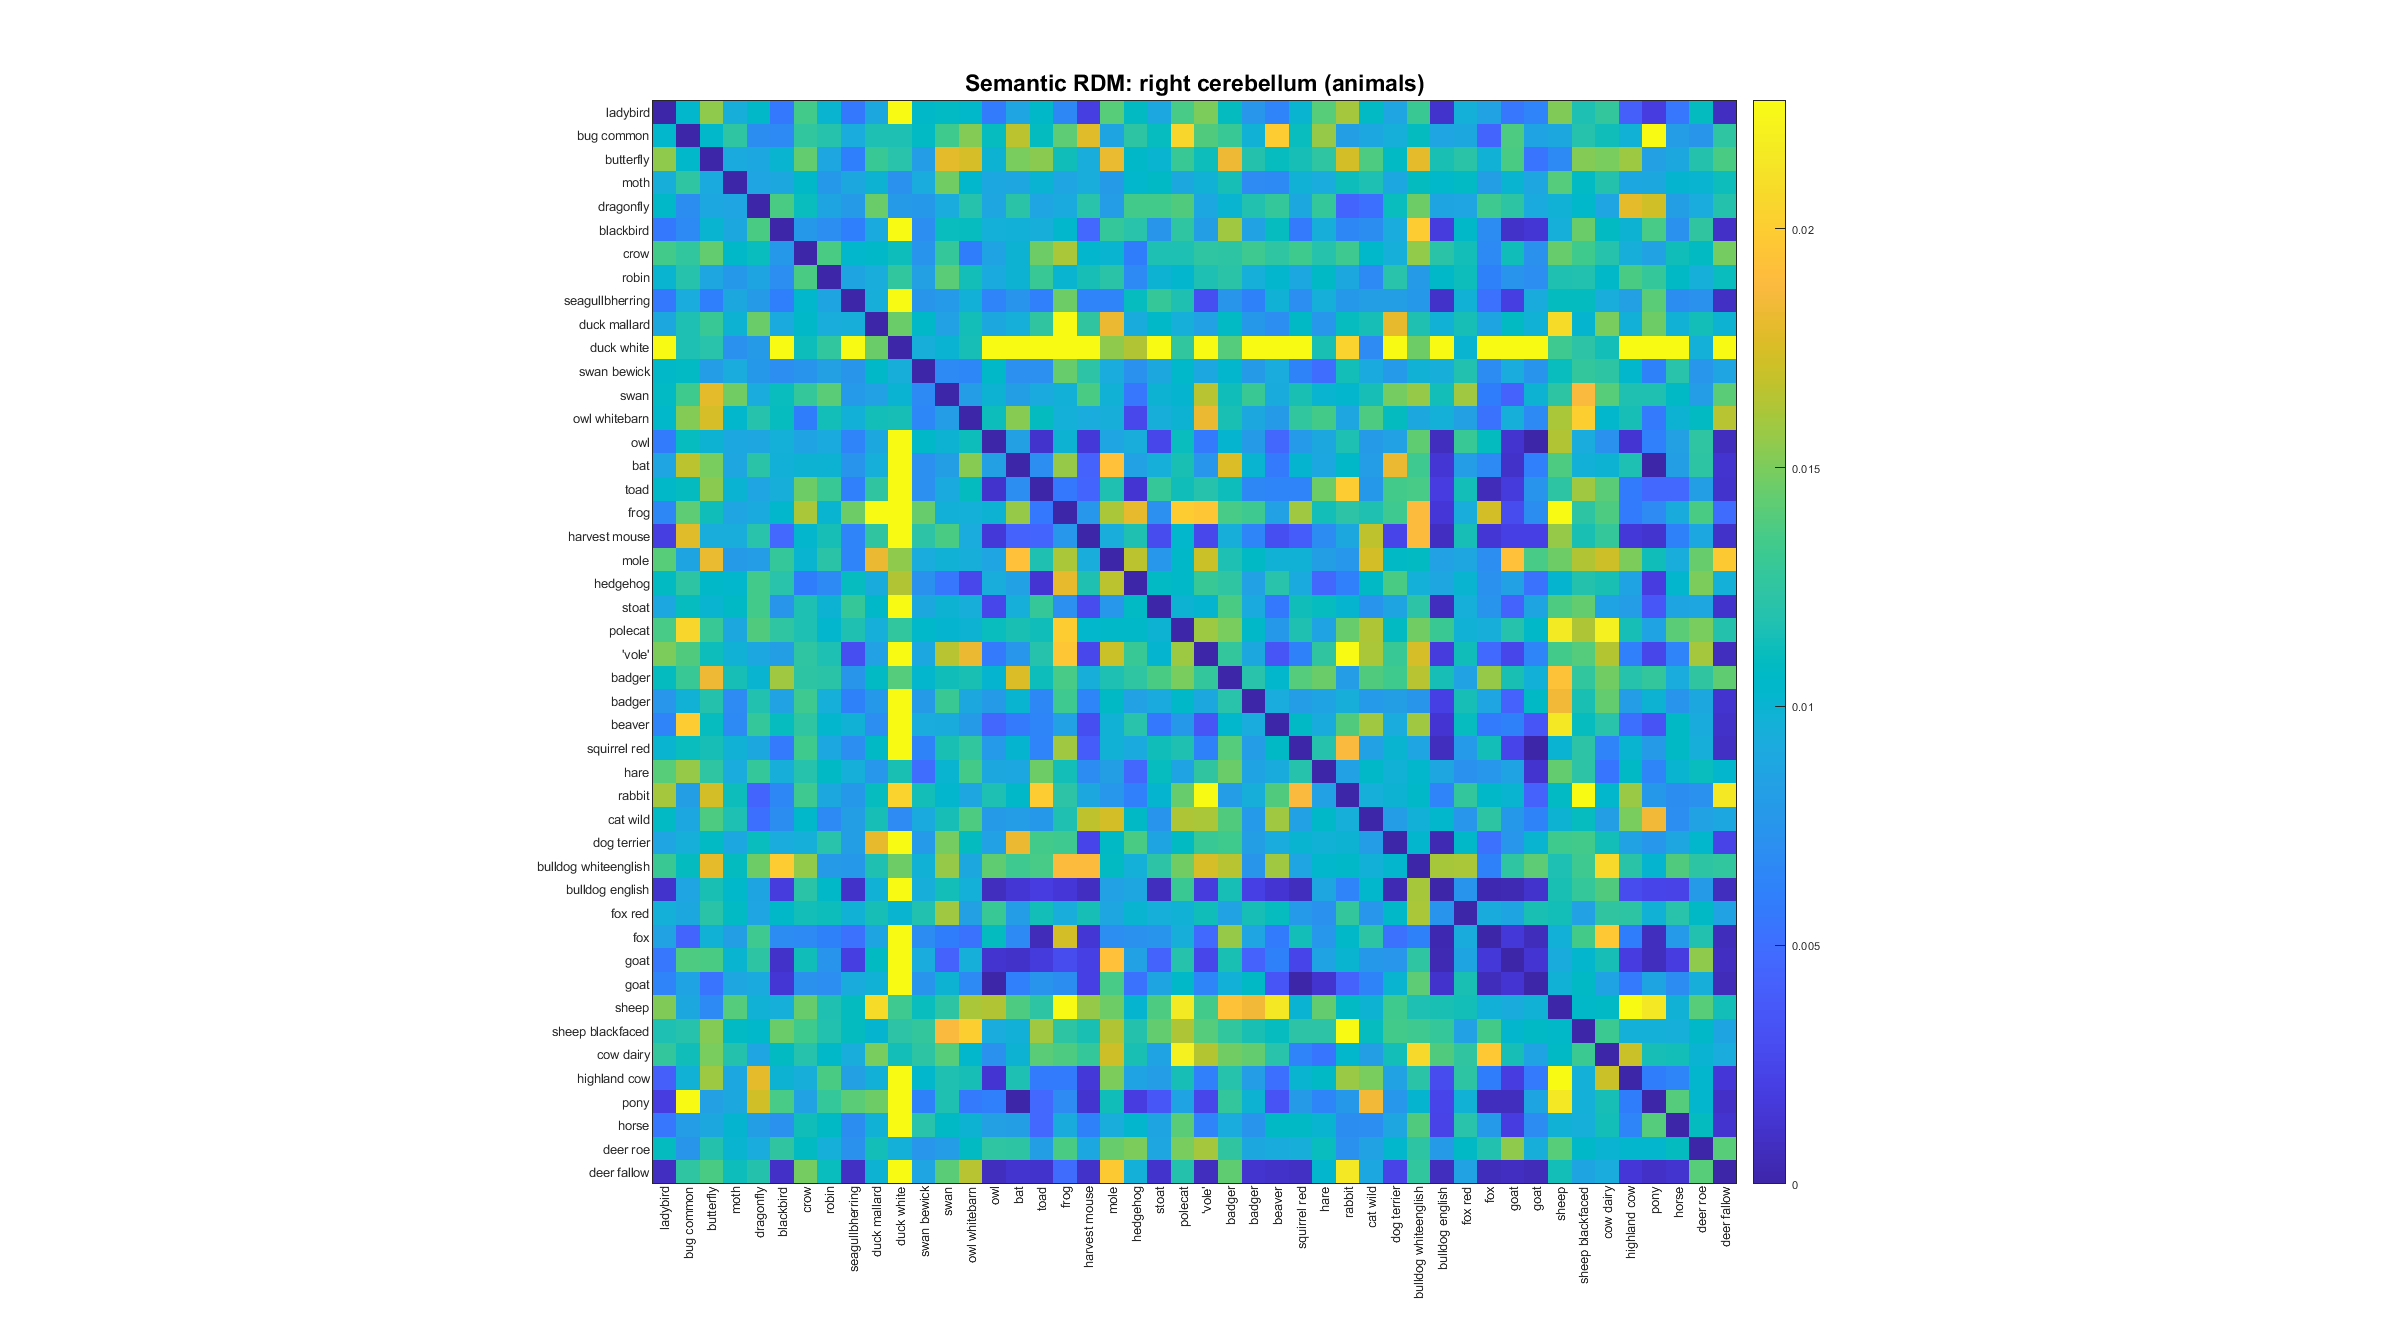 Semantic RDM: right cerebellum (animals)
ladybird
bug common
butterfly
moth
dragonfly
blackbird
crow
robin
seagullbherring
duck mallard
duck white
swan bewick
swan
owl whitebarn
owl
bat
toad
frog
harvest mouse
mole
hedgehog
stoat
polecat
'vole'
badger
badger
beaver
squirrel red
hare
rabbit
cat wild
dog terrier
bulldog whiteenglish
bulldog english
fox red
fox
goat
goat
sheep
sheep blackfaced
cow dairy
highland cow
pony
horse
deer roe
deer fallow
0.02
0.015
0.01
0.005
0
ladybird
bug common
butterfly
moth
dragonfly
blackbird
crow
robin
seagullbherring
duck mallard
duck white
swan bewick
swan
owl whitebarn
owl
bat
toad
frog
harvest mouse
mole
hedgehog
stoat
polecat
'vole'
badger
badger
beaver
squirrel red
hare
rabbit
cat wild
dog terrier
bulldog whiteenglish
bulldog english
fox red
fox
goat
goat
sheep
sheep blackfaced
cow dairy
highland cow
pony
horse
deer roe
deer fallow